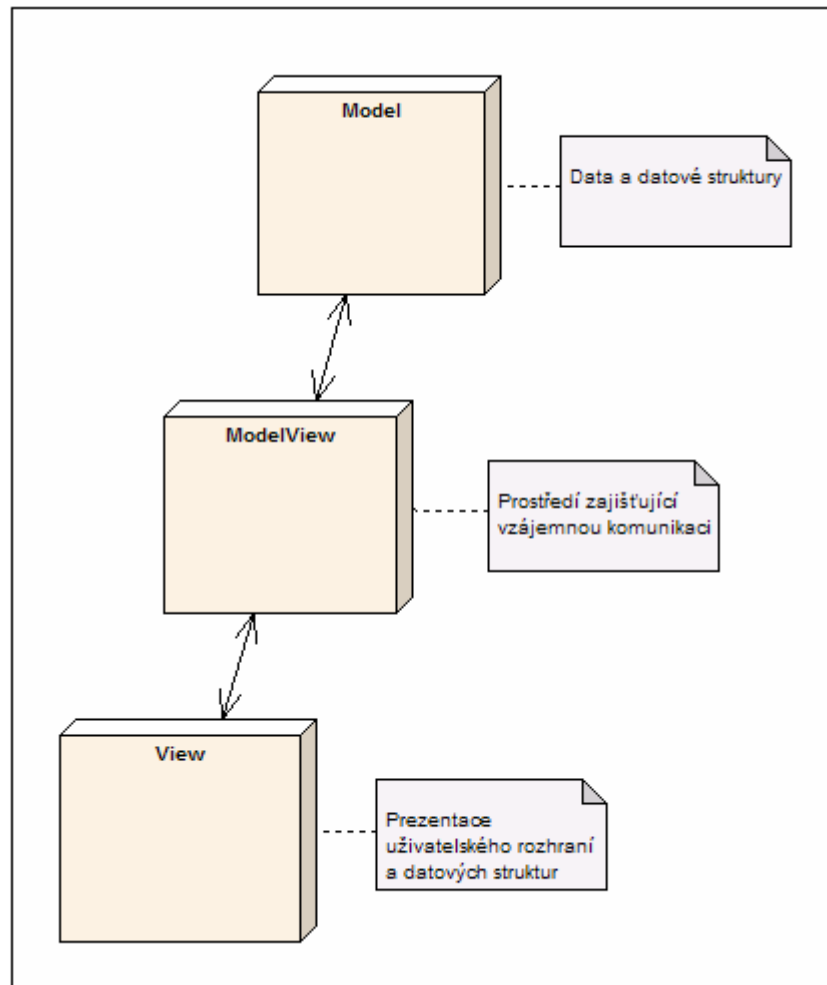 Model
Data a datové struktury
ModelView
Prostředí zajišťující
vzájemnou komunikaci
View
Prezentace
uživatelského rozhraní
a datových struktur